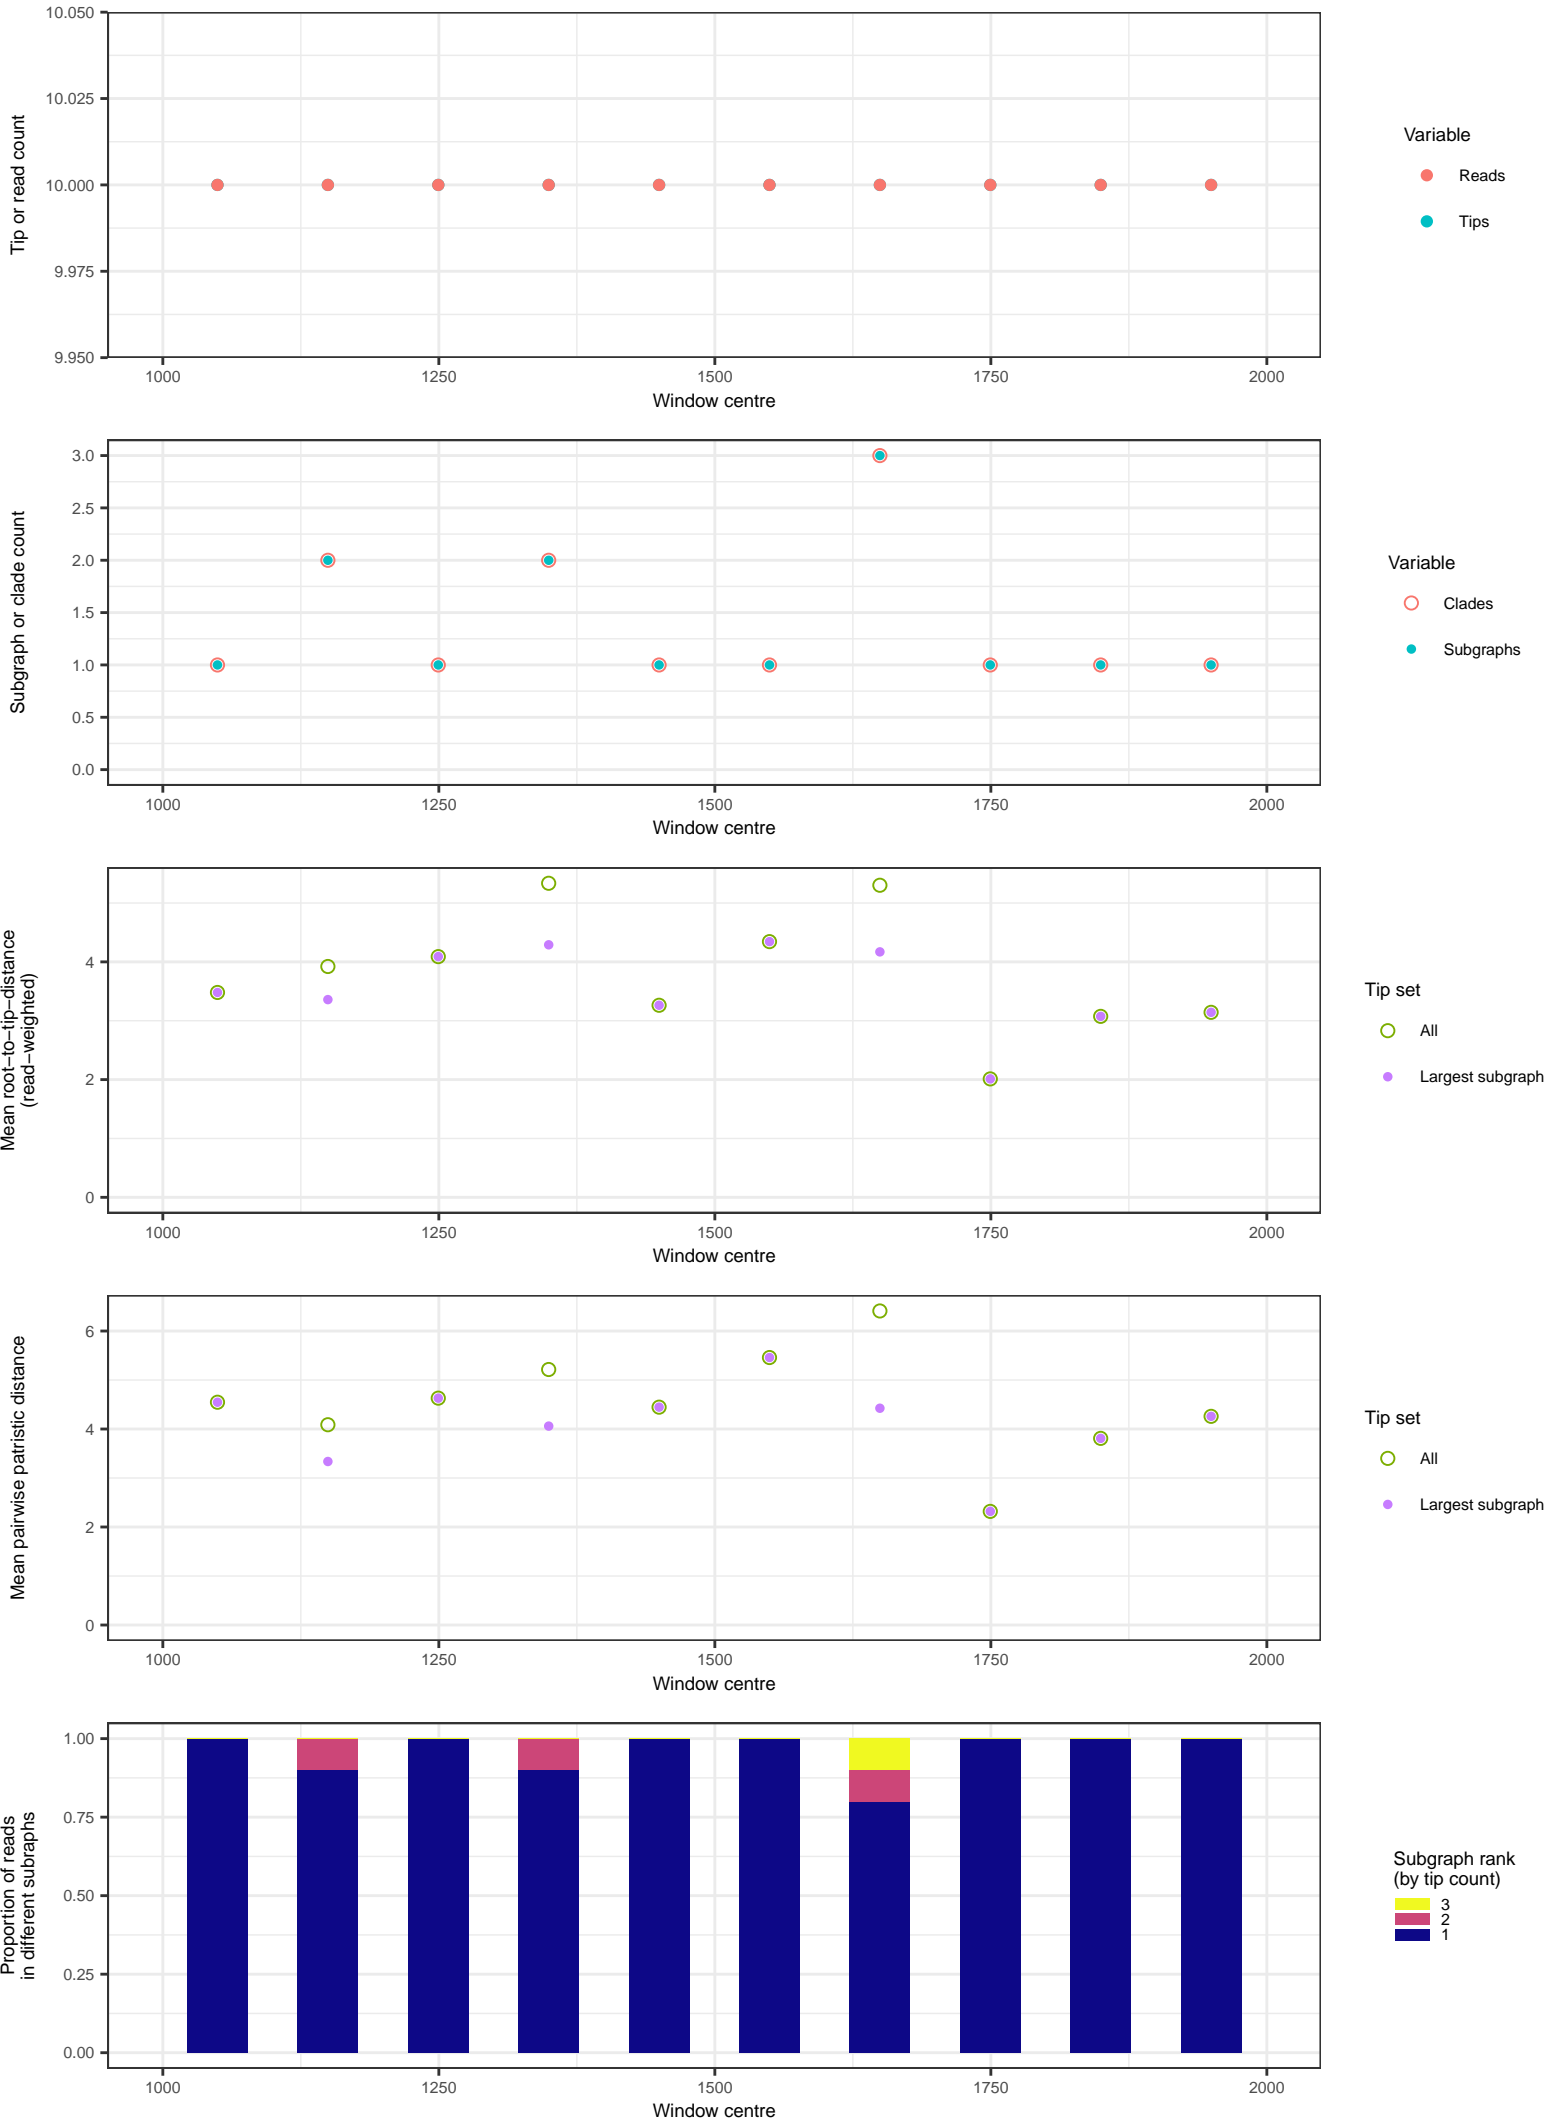 10.050
10.025
10.000
9.975
9.950
Tip or read count
1000 1250 1500 1750 2000
Window centre
Variable
Reads
Tips
3.0
2.5
2.0
1.5
1.0
0.5
0.0
Subgraph or clade count
1000 1250 1500 1750 2000
Window centre
Variable
Clades
Subgraphs
4
2
0
Mean root−to−tip−distance
(read−weighted)
1000 1250 1500 1750 2000
Window centre
Tip set
All
Largest subgraph
6
4
2
0
Mean pairwise patristic distance
1000 1250 1500 1750 2000
Window centre
Tip set
All
Largest subgraph
1.00
0.75
0.50
0.25
0.00
Proportion of reads
in different subraphs
1000 1250 1500 1750 2000
Window centre
Subgraph rank
(by tip count)
3
2
1